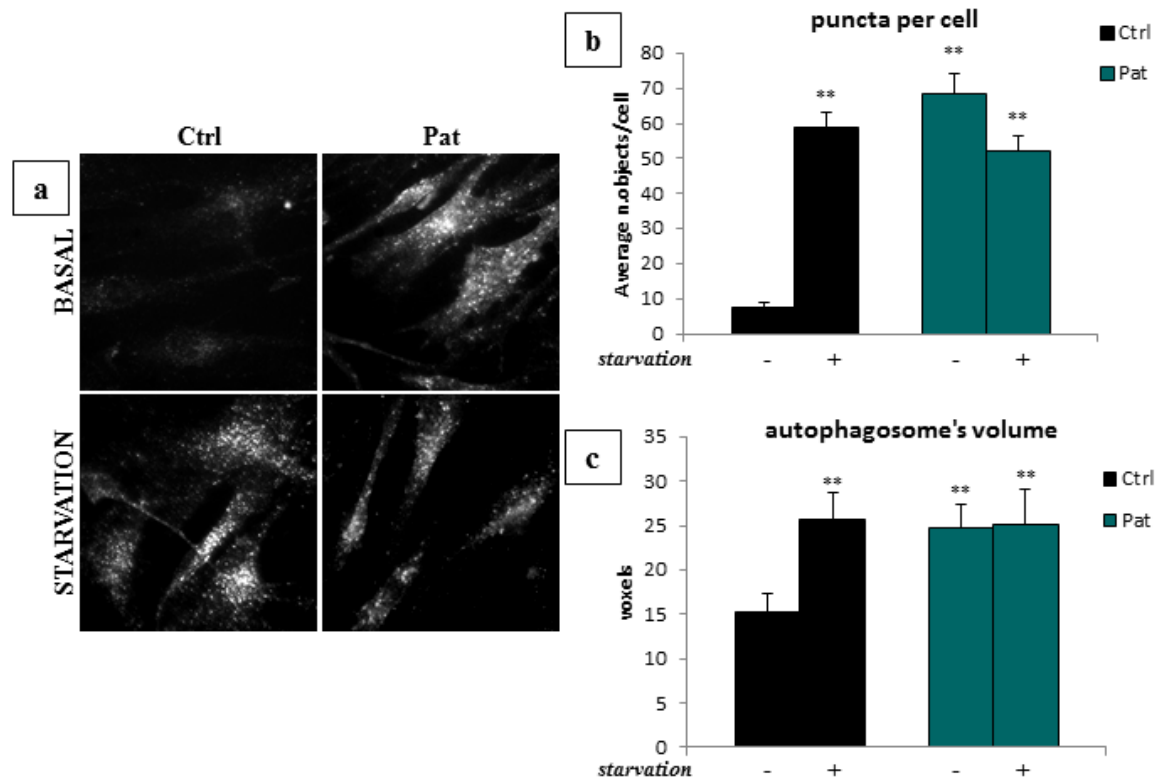 a
Ctrl
Pat
BASAL
STARVATION
b
puncta per cell
Ctrl
Pat
Average n.objects/cell
80
70
60
50
40
30
20
10
0
**
**
**
starvation - + - +
c
autophagosome's volume
Ctrl
Pat
voxels
35
30
25
20
15
10
5
0
**
**
**
starvation - + - +